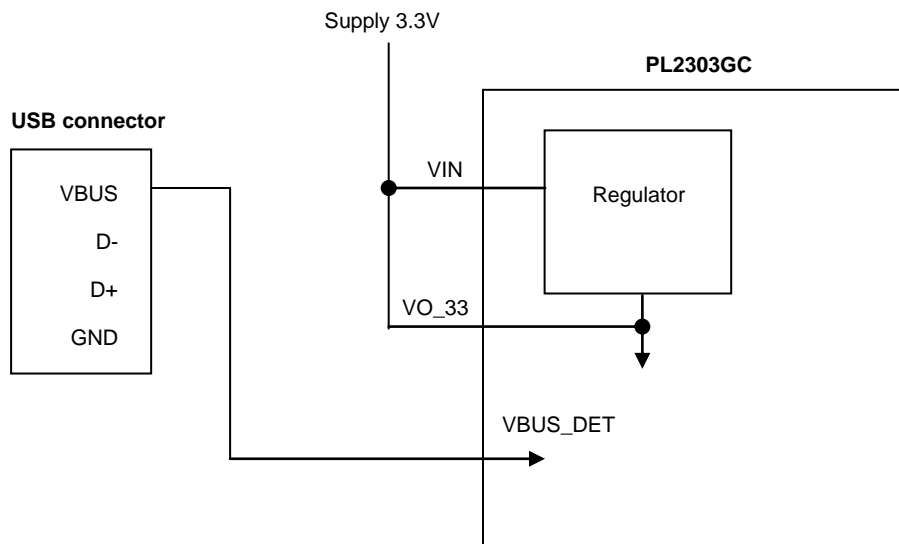 Supply 3.3V
PL2303GC
USB connector
VBUS
D-
D+
GND
VIN
Regulator
VO_33
VBUS_DET